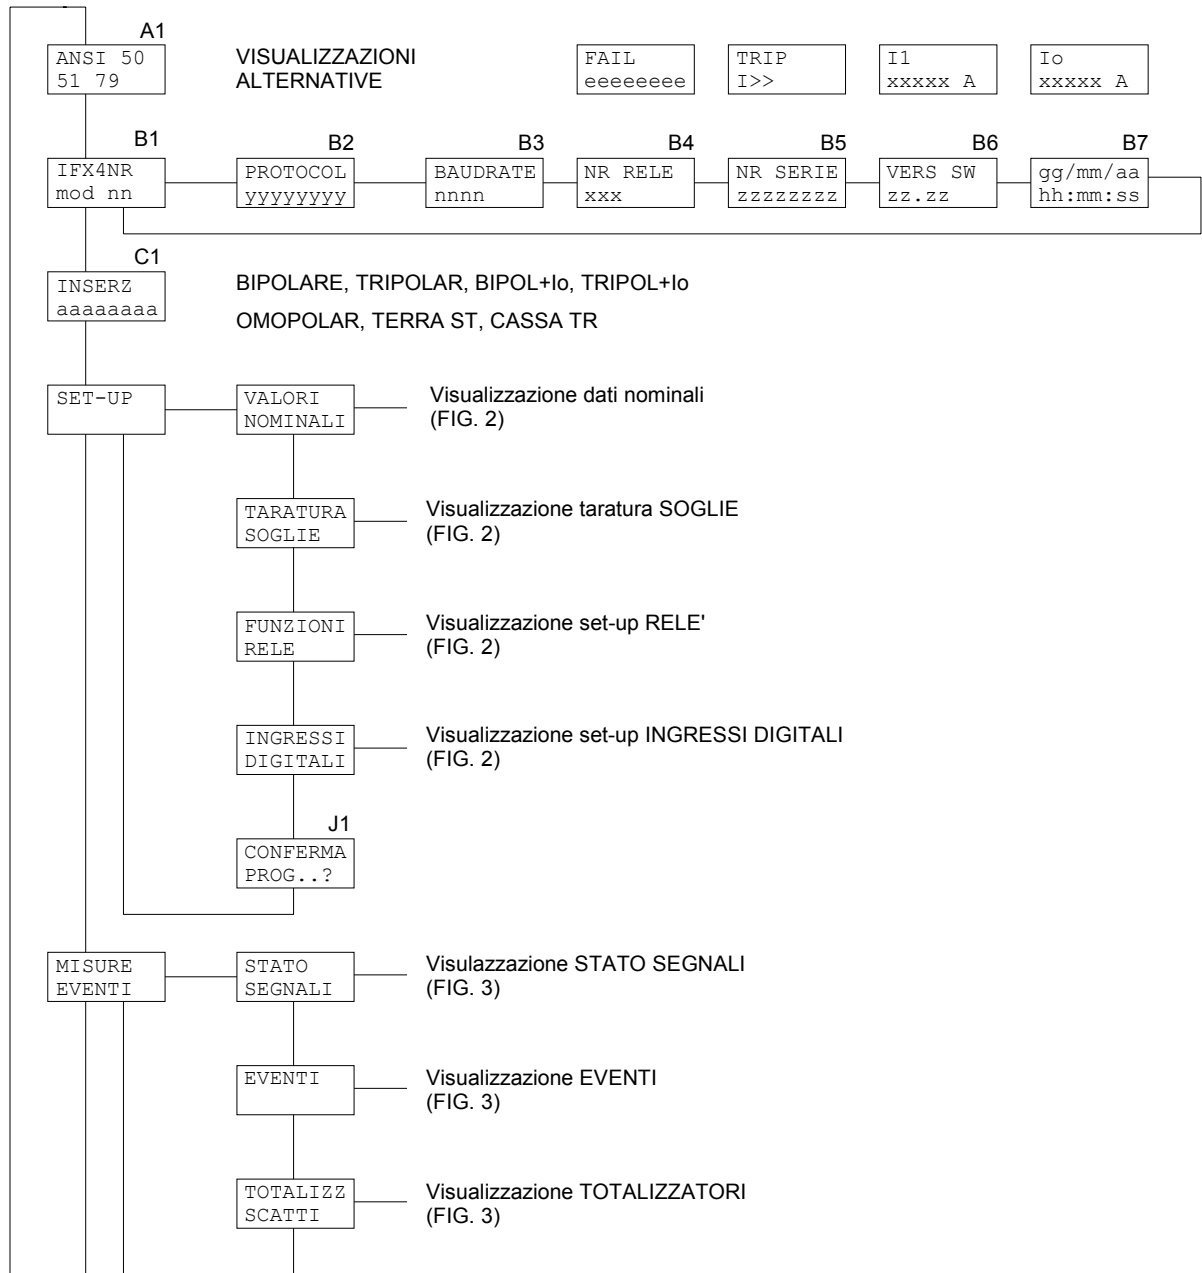 A1
ANSI 50
51 79
VISUALIZZAZIONI
ALTERNATIVE
FAIL
eeeeeeee
TRIP
I>>
I1
xxxxx A
Io
xxxxx A
B1
IFX4NR
mod nn
B2
PROTOCOL
yyyyyyyy
B3
BAUDRATE
nnnn
B4
NR RELE
xxx
B5
NR SERIE
zzzzzzzz
B6
VERS SW
zz.zz
B7
gg/mm/aa
hh:mm:ss
C1
INSERZ
aaaaaaaa
BIPOLARE, TRIPOLAR, BIPOL+Io, TRIPOL+Io
OMOPOLAR, TERRA ST, CASSA TR
SET-UP
VALORI
NOMINALI
Visualizzazione dati nominali
(FIG. 2)
TARATURA
SOGLIE
Visualizzazione taratura SOGLIE
(FIG. 2)
FUNZIONI
RELE
Visualizzazione set-up RELE'
(FIG. 2)
INGRESSI
DIGITALI
Visualizzazione set-up INGRESSI DIGITALI
(FIG. 2)
J1
CONFERMA
PROG..?
MISURE
EVENTI
STATO
SEGNALI
Visulazzazione STATO SEGNALI
(FIG. 3)
EVENTI
Visualizzazione EVENTI
(FIG. 3)
TOTALIZZ
SCATTI
Visualizzazione TOTALIZZATORI
(FIG. 3)